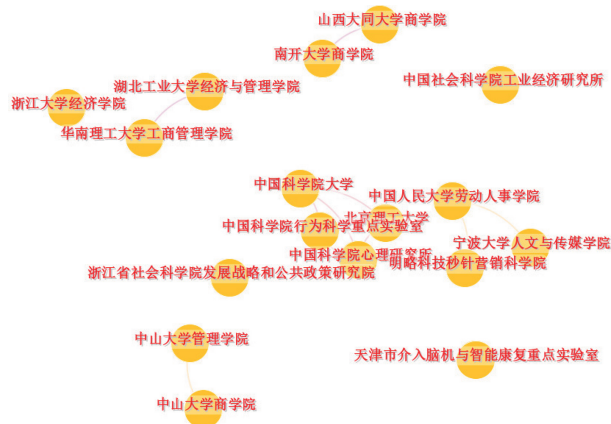 山西大同大学商学院
南开大学商学院
中国社会科学院工业经济研究所
湖北工业大学经济与管理学院
浙江大学经济学院
华南理工大学工商管理学院
中国科学院大学
中国人民大学劳动人事学院
北京理工大学
中国科学院行为科学重点实验室
宁波大学人文与传媒学院
中国科学院心理研究所
明略科技秒针营销科学院
浙江省社会科学院发展战略和公共政策研究院
中山大学管理学院
天津市介入脑机与智能康复重点实验室
中山大学商学院